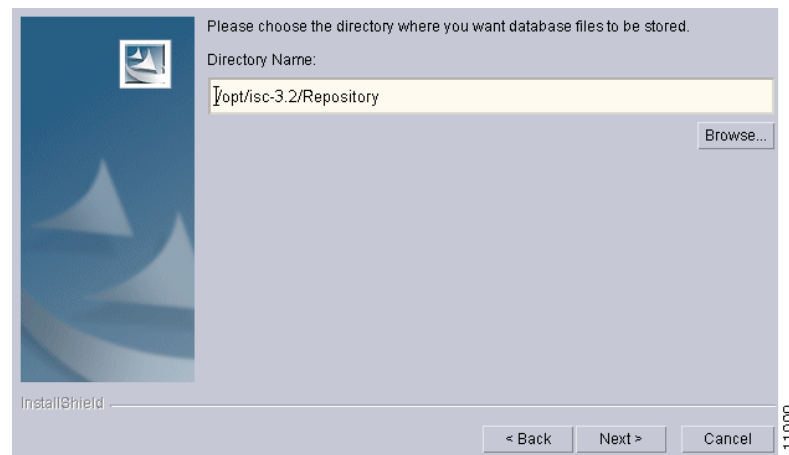 Please choose the directory where you want database files to be stored.
Directory Name:
/opt/isc-3.2/Repository
Browse...
InstallShield
< Back
Next >
Cancel